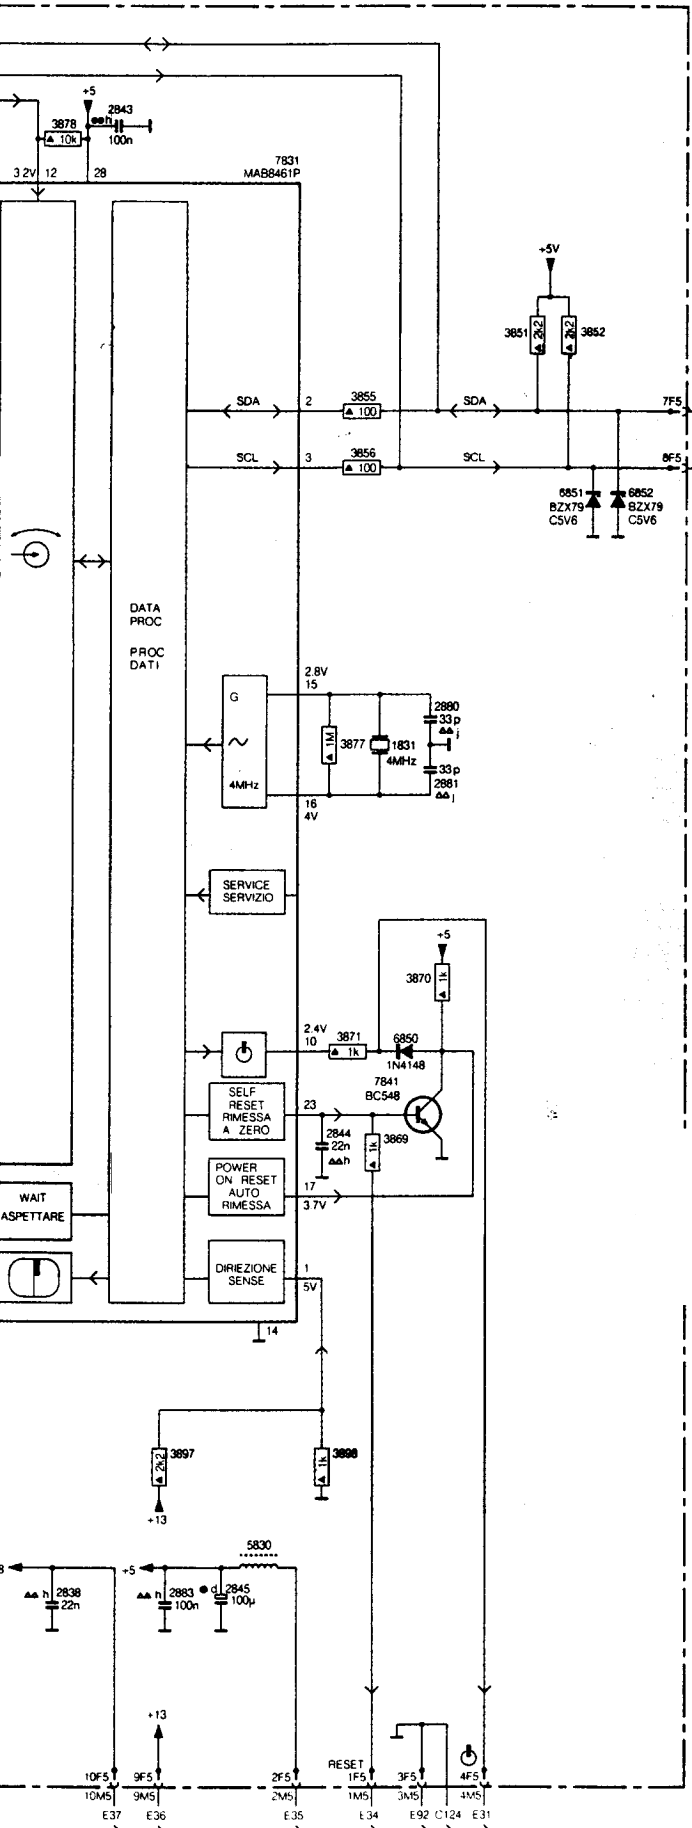 +5
h 2843
3878
10k
100n
3 2V 12
28
7831
MAB8461P
+5V
3851
2k2
2k2
3852
SDA
2
3855
100
SDA
7F5
SCL
3
3856
100
SCL
8F5
6851
BZX79
C5V6
6852
BZX79
C5V6
DATA
PROC
PROC
DATI
G
4MHz
2.8V
15
1M
3877
1831
4MHz
2880
33p
j
33p
2881
j
16
4V
SERVICE
SERVIZIO
+5
3870
1k
2.4V
10
3871
1k
6850
1N4148
7841
BC548
SELF
RESET
RIMESSA
A ZERO
23
2844
22n
h
1k
3869
POWER
ON RESET
AUTO
RIMESSA
17
3.7V
WAIT
ASPETTARE
DIRIEZIONE
SENSE
1
5V
14
2k2
3897
+13
1k
3898
8
h 2838
22n
+5
h 2883
100n
d 2845
100µ
5830
+13
RESET
10F5
9F5
2F5
1F5
3F5
4F5
10M5
9M5
2M5
1M5
3M5
4M5
E37
E36
E35
E34
E92
C124
E31